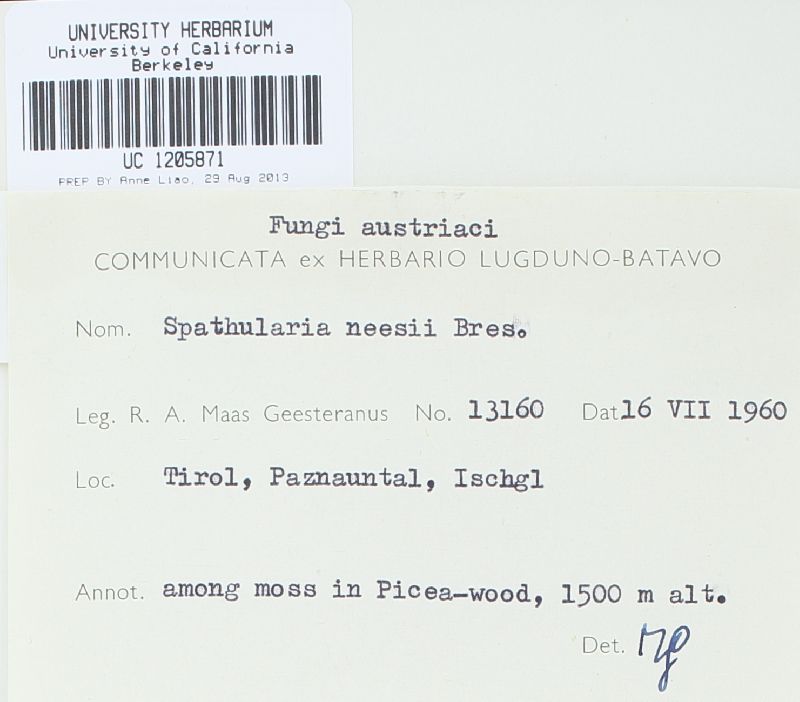 UNIVERSITY HERBARIUM
University of California
Berkeley
UC 1205871
PREP BY Anne Liao, 29 Aug 2013
Fungi austriaci
COMMUNICATA ex HERBARIO LUGDUNO-BATAVO
Nom. Spathularia neesii Bres.
Leg. R. A. Maas Geesteranus No. 13160 Dat 16 VII 1960
Loc. Tirol, Paznauntal, Ischgl
Annot. among moss in Picea-wood, 1500 m alt.
Det.